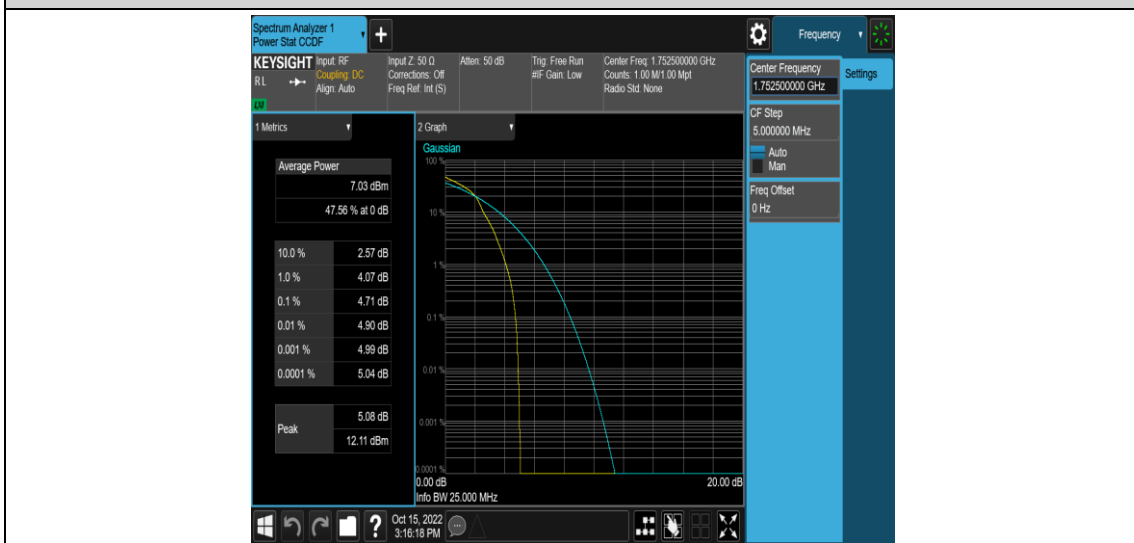 Spectrum Analyzer 1
Power Stat CCDF
+
Frequency
KEYSIGHT
RL
Input: RF
Coupling: DC
Align: Auto
Input Z: 50 Ω
Corrections: Off
Freq Ref: Int (S)
Atten: 50 dB
Trig: Free Run
#IF Gain: Low
Center Freq: 1.752500000 GHz
Counts: 1.00 M/1.00 Mpt
Radio Std: None
LXI
Center Frequency
1.752500000 GHz
Settings
CF Step
5.000000 MHz
Auto
Man
Freq Offset
0 Hz
1 Metrics
Average Power
7.03 dBm
47.56 % at 0 dB
10.0 % 2.57 dB
1.0 % 4.07 dB
0.1 % 4.71 dB
0.01 % 4.90 dB
0.001 % 4.99 dB
0.0001 % 5.04 dB
Peak
5.08 dB
12.11 dBm
2 Graph
Gaussian
100 %
10 %
1 %
0.1 %
0.01 %
0.001 %
0.0001 %
0.00 dB 20.00 dB
Info BW 25.000 MHz
?
Oct 15, 2022
3:16:18 PM